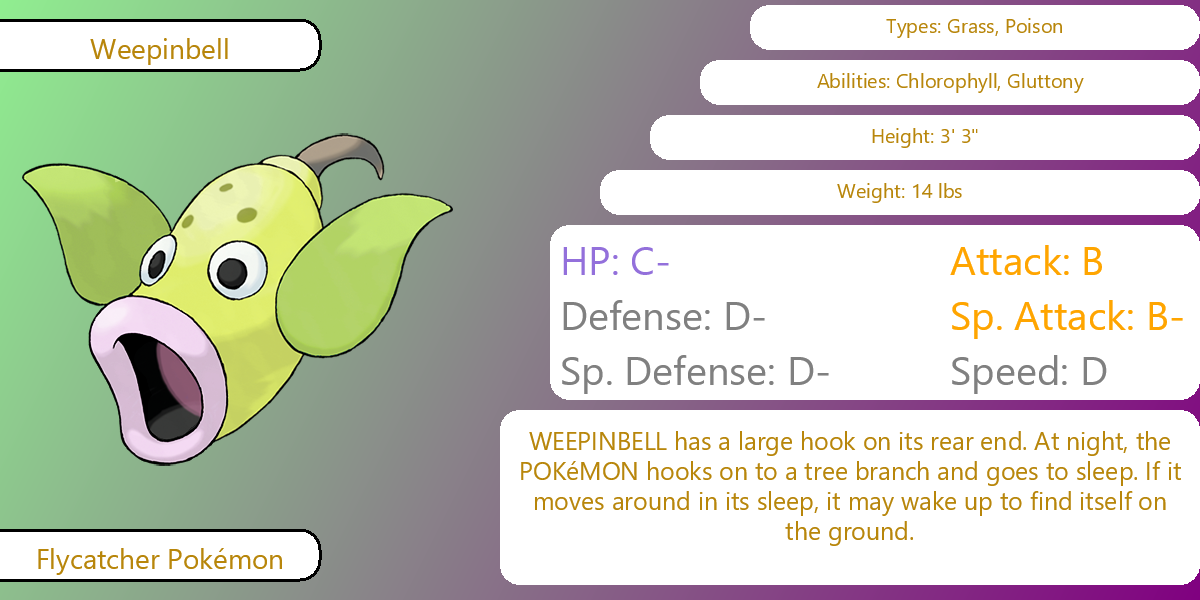 Weepinbell
Types: Grass, Poison
Abilities: Chlorophyll, Gluttony
Height: 3' 3"
Weight: 14 lbs
HP: C-
Attack: B
Defense: D-
Sp. Attack: B-
Sp. Defense: D-
Speed: D
WEEPINBELL has a large hook on its rear end. At night, the
POKéMON hooks on to a tree branch and goes to sleep. If it
moves around in its sleep, it may wake up to find itself on
the ground.
Flycatcher Pokémon